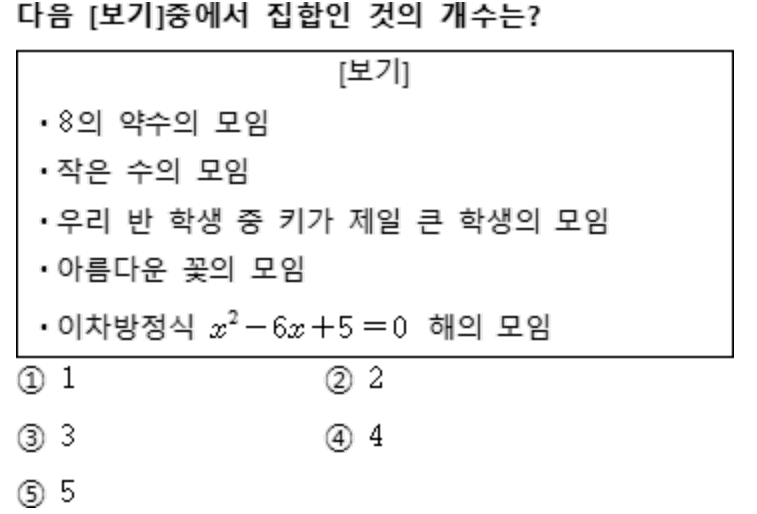 다음 [보기]중에서 집합인 것의 개수는?
[보기]
・8의 약수의 모임
・작은 수의 모임
・우리 반 학생 중 키가 제일 큰 학생의 모임
・아름다운 꽃의 모임
・이차방정식 x²－6x＋5＝0 해의 모임
① 1 ② 2
③ 3 ④ 4
⑤ 5